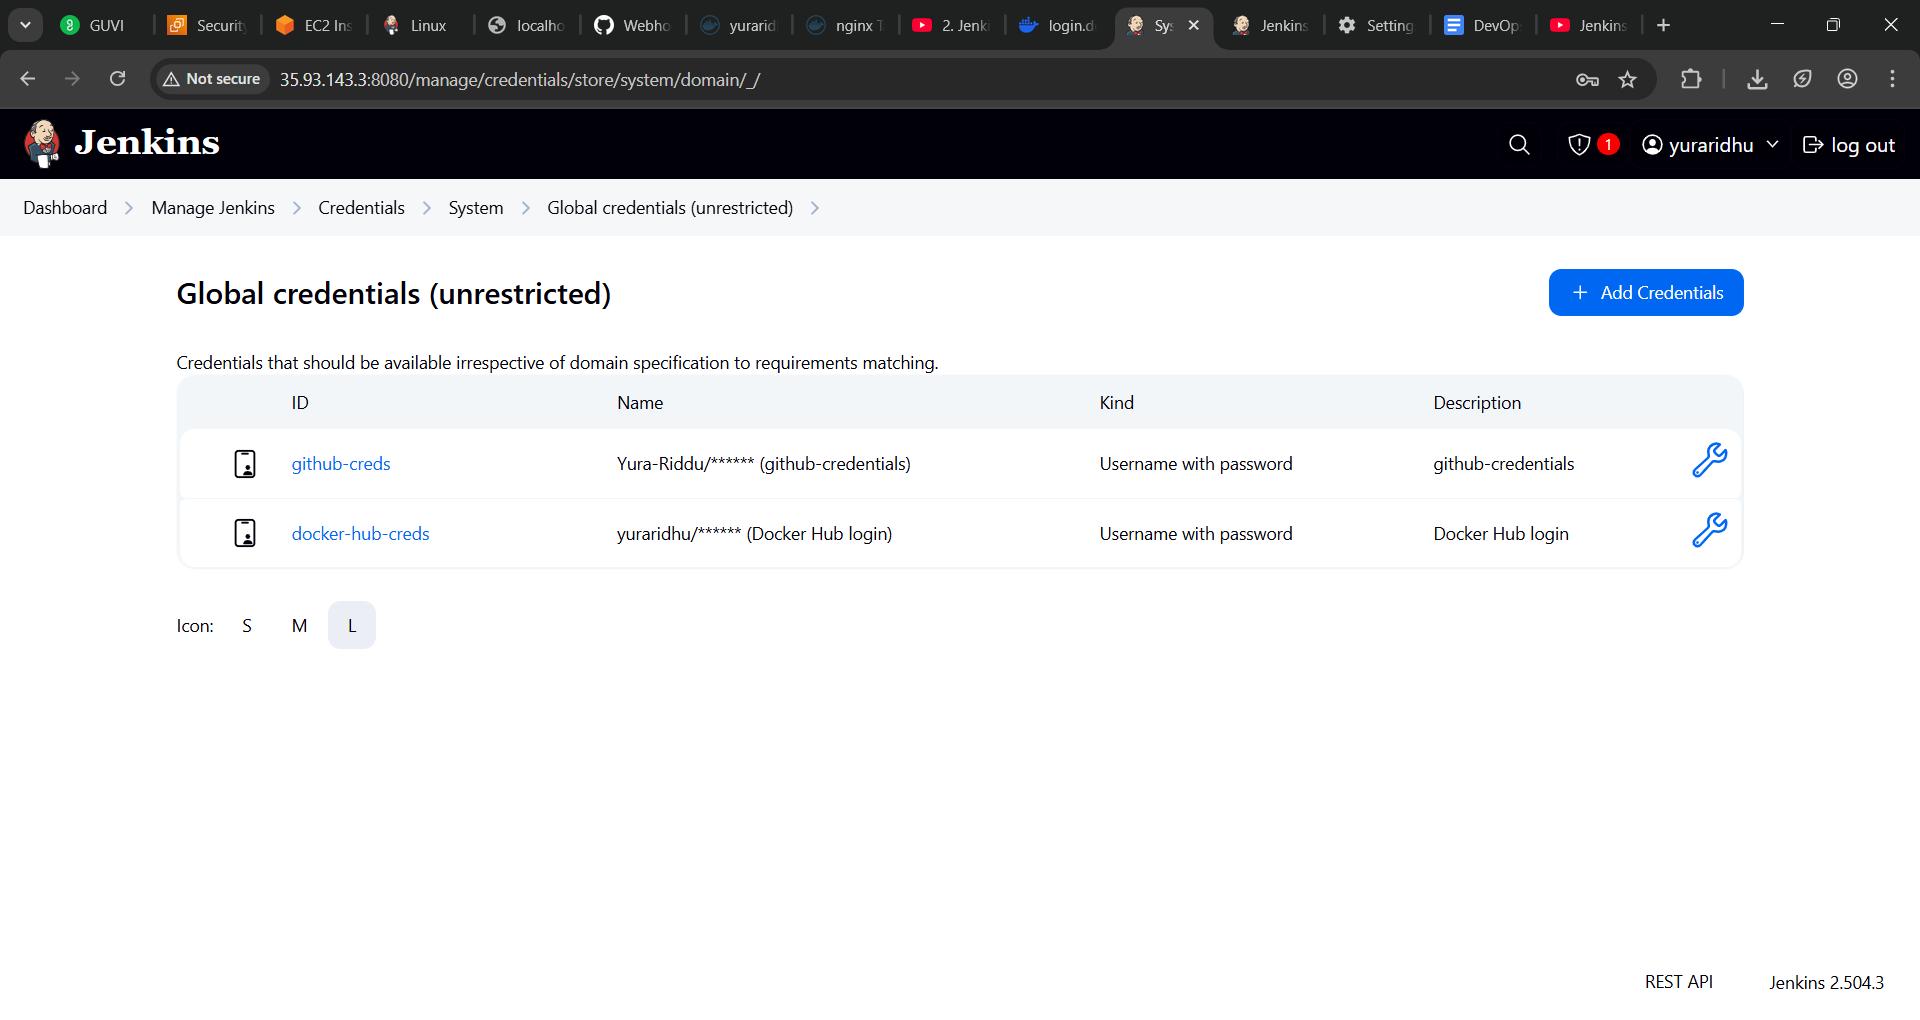 GUVI
Security
EC2 Ins
Linux
localho
Webho
yurarid
nginx T
2. Jenki
login.d
Sys
Jenkins
Setting
DevOp
Jenkins
Not secure
35.93.143.3:8080/manage/credentials/store/system/domain/_/
Jenkins
1
yuraridhu
log out
Dashboard > Manage Jenkins > Credentials > System > Global credentials (unrestricted) >
Global credentials (unrestricted)
+ Add Credentials
Credentials that should be available irrespective of domain specification to requirements matching.
ID Name Kind Description
github-creds Yura-Riddu/****** (github-credentials) Username with password github-credentials
docker-hub-creds yuraridhu/****** (Docker Hub login) Username with password Docker Hub login
Icon: S M L
REST API Jenkins 2.504.3